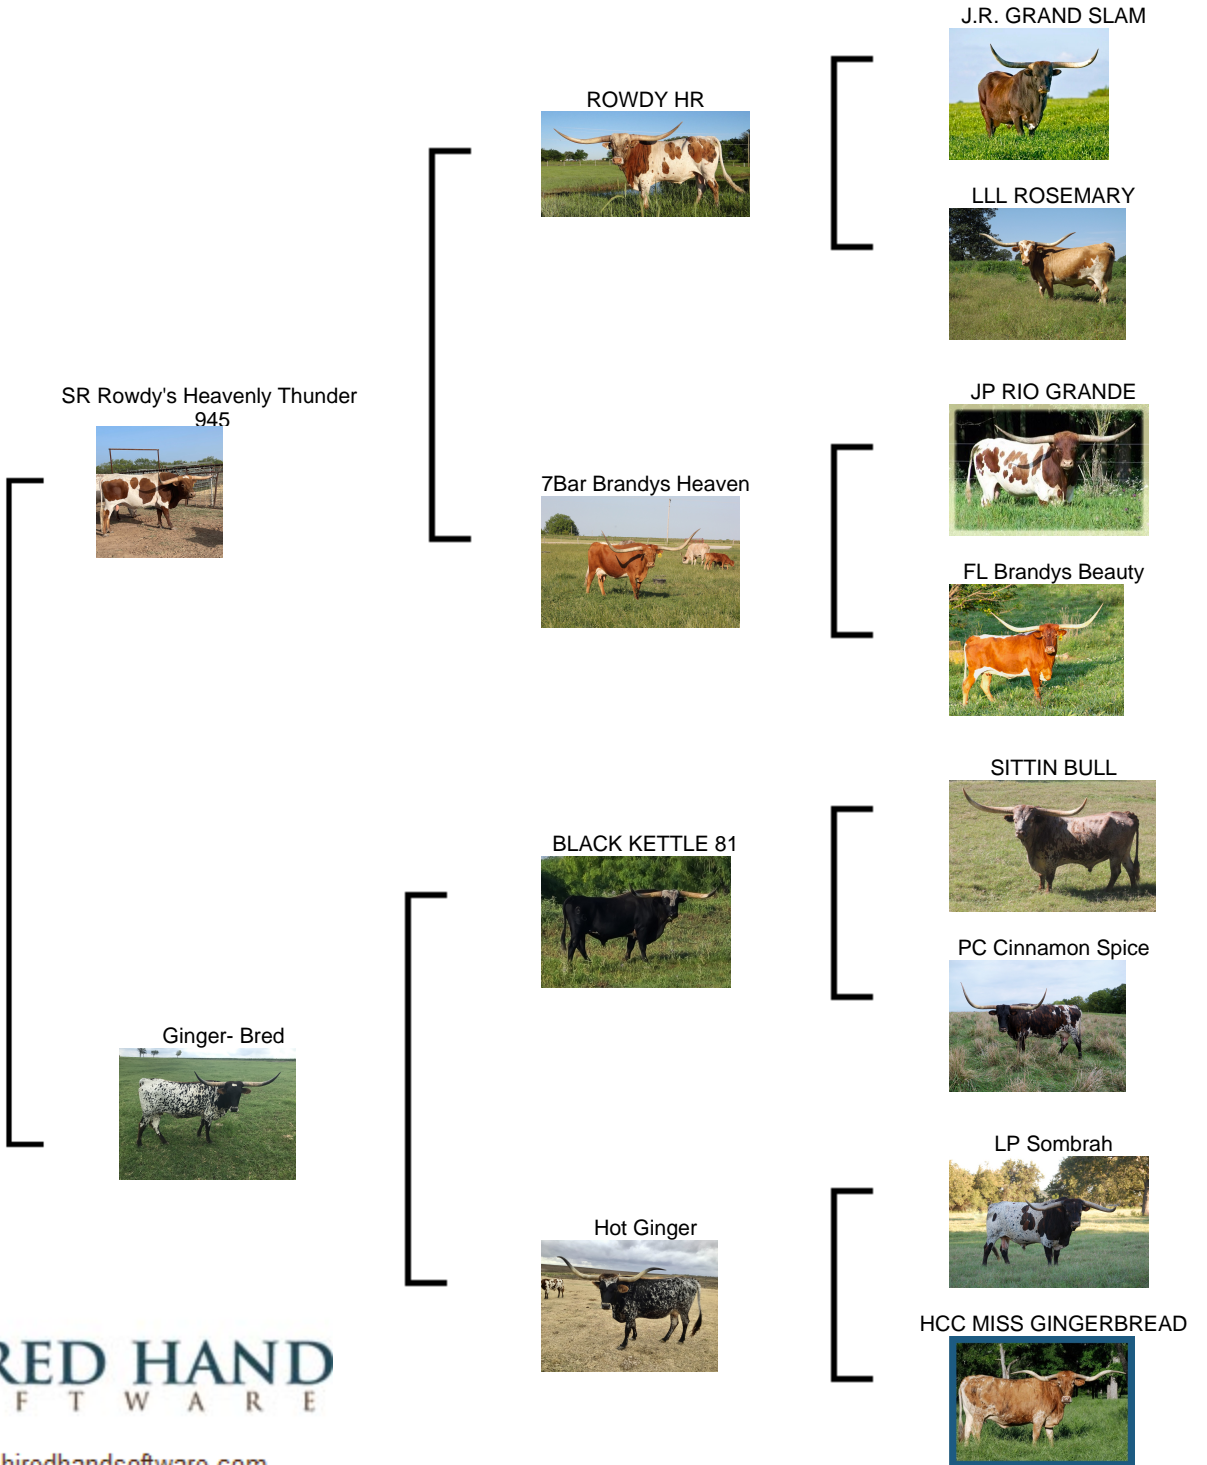 J.R. GRAND SLAM
ROWDY HR
LLL ROSEMARY
SR Rowdy's Heavenly Thunder
945
JP RIO GRANDE
7Bar Brandys Heaven
FL Brandys Beauty
SITTIN BULL
BLACK KETTLE 81
PC Cinnamon Spice
Ginger- Bred
LP Sombrah
Hot Ginger
HCC MISS GINGERBREAD
RED HAND
F T W A R E
hiredhandsoftware.com